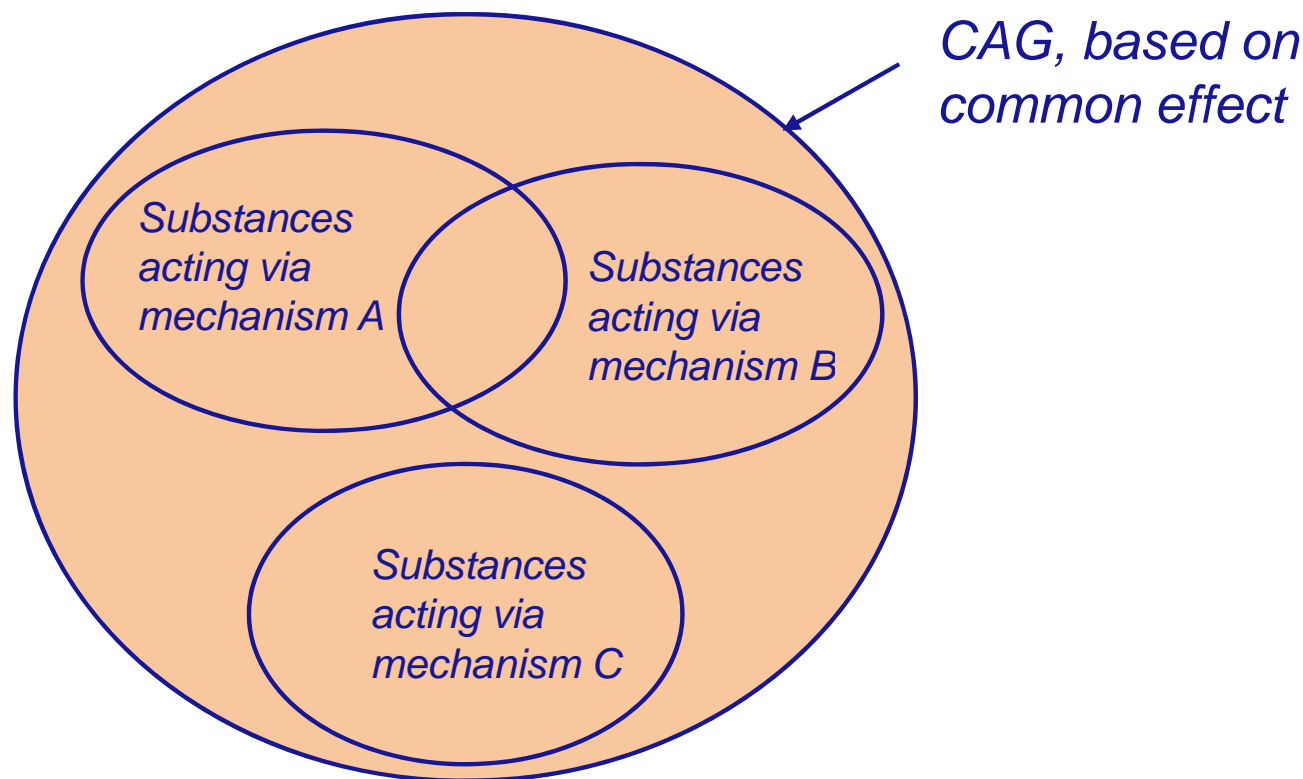 CAG, based on
common effect
Substances
acting via
mechanism A
Substances
acting via
mechanism B
Substances
acting via
mechanism C